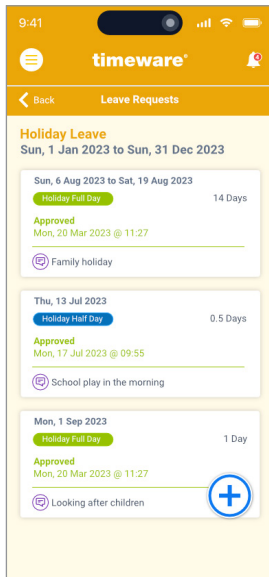 9:41
timeware®
4
Back
Leave Requests
Holiday Leave
Sun, 1 Jan 2023 to Sun, 31 Dec 2023
Sun, 6 Aug 2023 to Sat, 19 Aug 2023
Holiday Full Day
14 Days
Approved
Mon, 20 Mar 2023 @ 11:27
Family holiday
Thu, 13 Jul 2023
Holiday Half Day
0.5 Days
Approved
Mon, 17 Jul 2023 @ 09:55
School play in the morning
Mon, 1 Sep 2023
Holiday Full Day
1 Day
Approved
Mon, 20 Mar 2023 @ 11:27
Looking after children